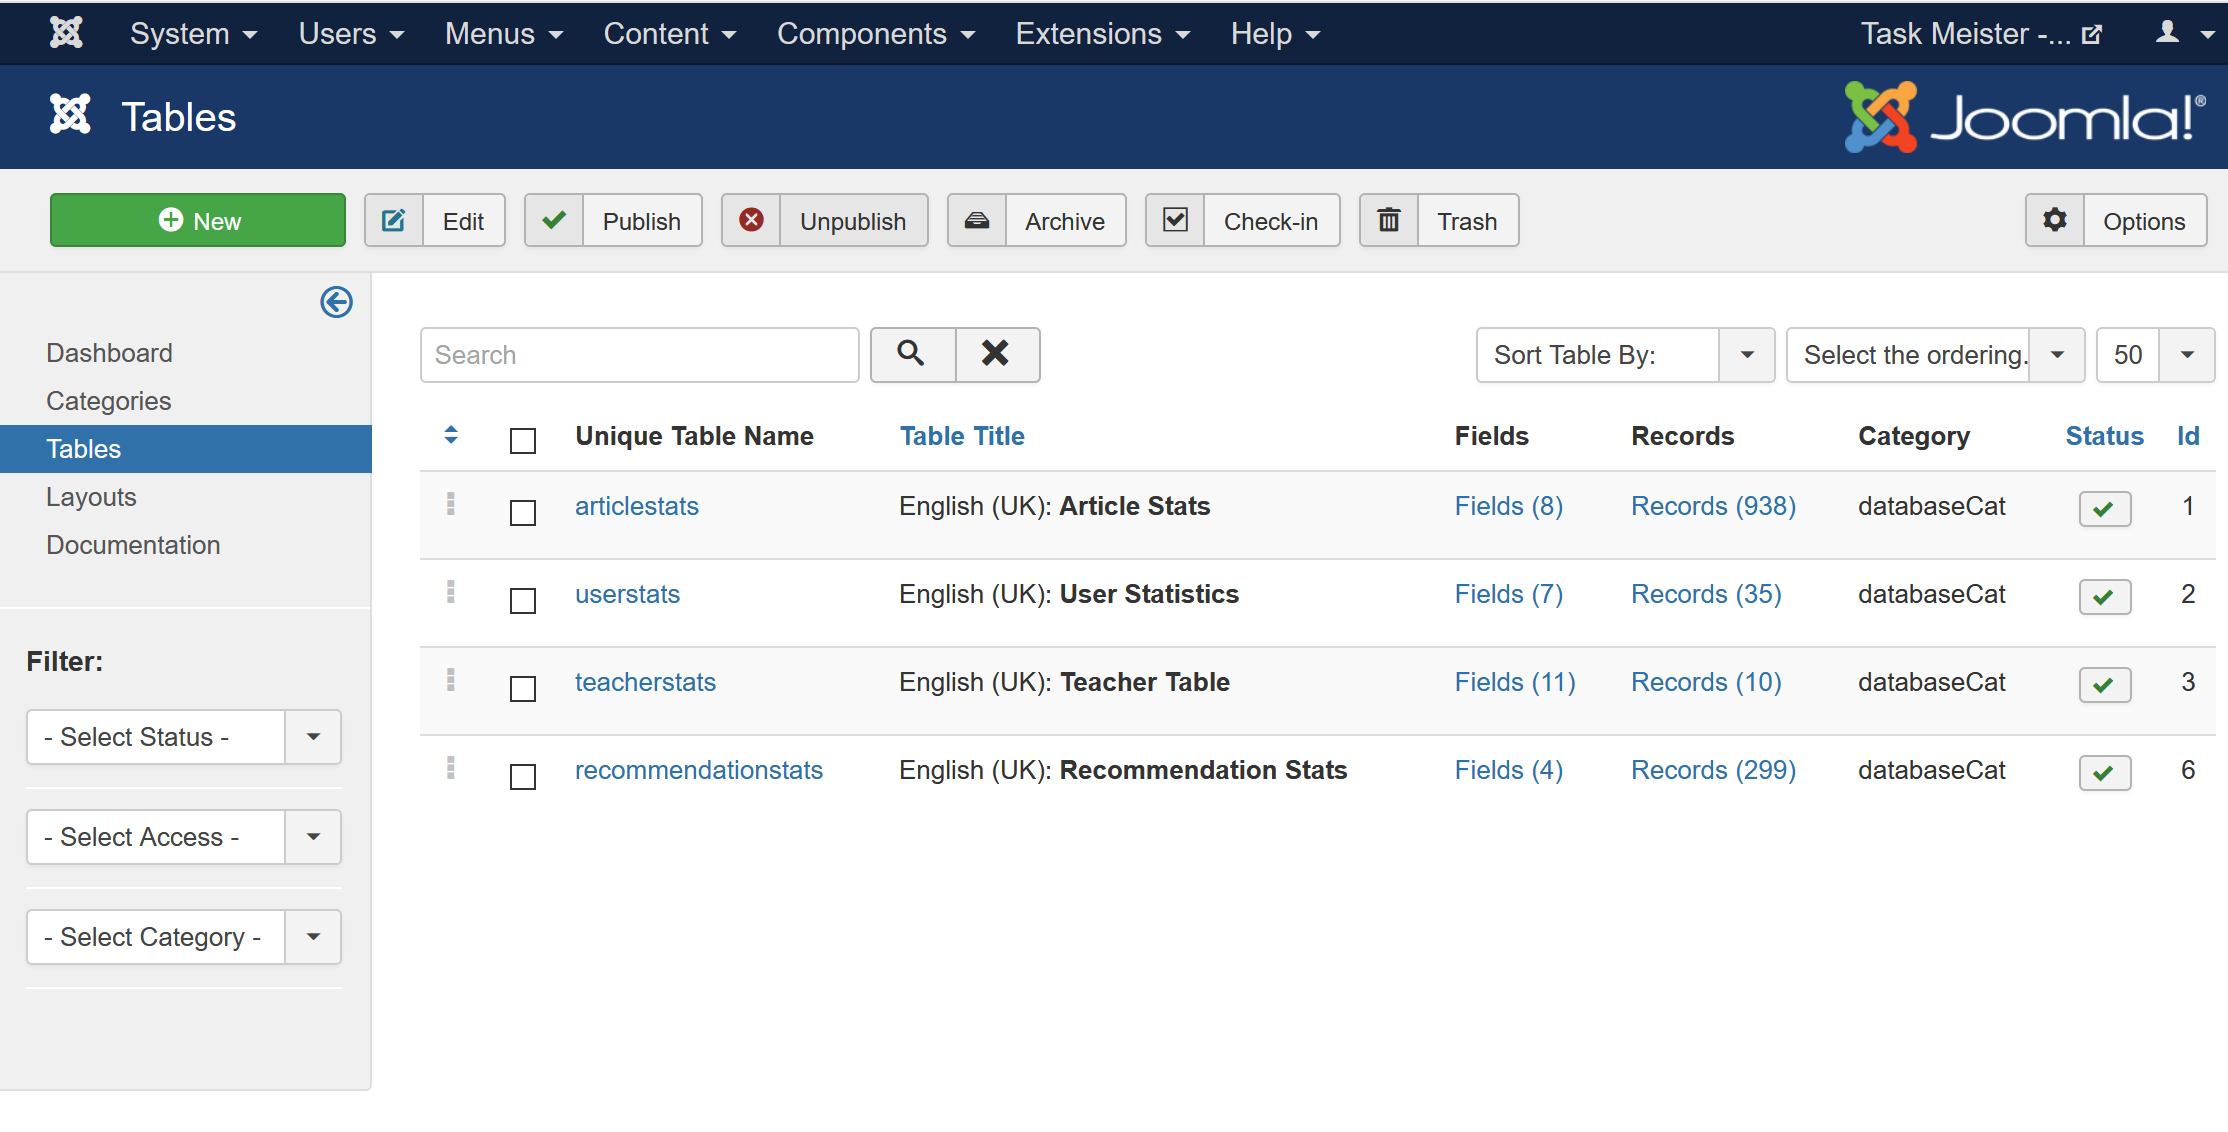 System Users Menus Content Components Extensions Help Task Meister -...
Tables Joomla!®
New Edit Publish Unpublish Archive Check-in Trash Options
Dashboard
Categories
Tables
Layouts
Documentation
Filter:
- Select Status -
- Select Access -
- Select Category -
Search Sort Table By: Select the ordering. 50
Unique Table Name Table Title Fields Records Category Status Id
articlestats English (UK): Article Stats Fields (8) Records (938) databaseCat 1
userstats English (UK): User Statistics Fields (7) Records (35) databaseCat 2
teacherstats English (UK): Teacher Table Fields (11) Records (10) databaseCat 3
recommendationstats English (UK): Recommendation Stats Fields (4) Records (299) databaseCat 6